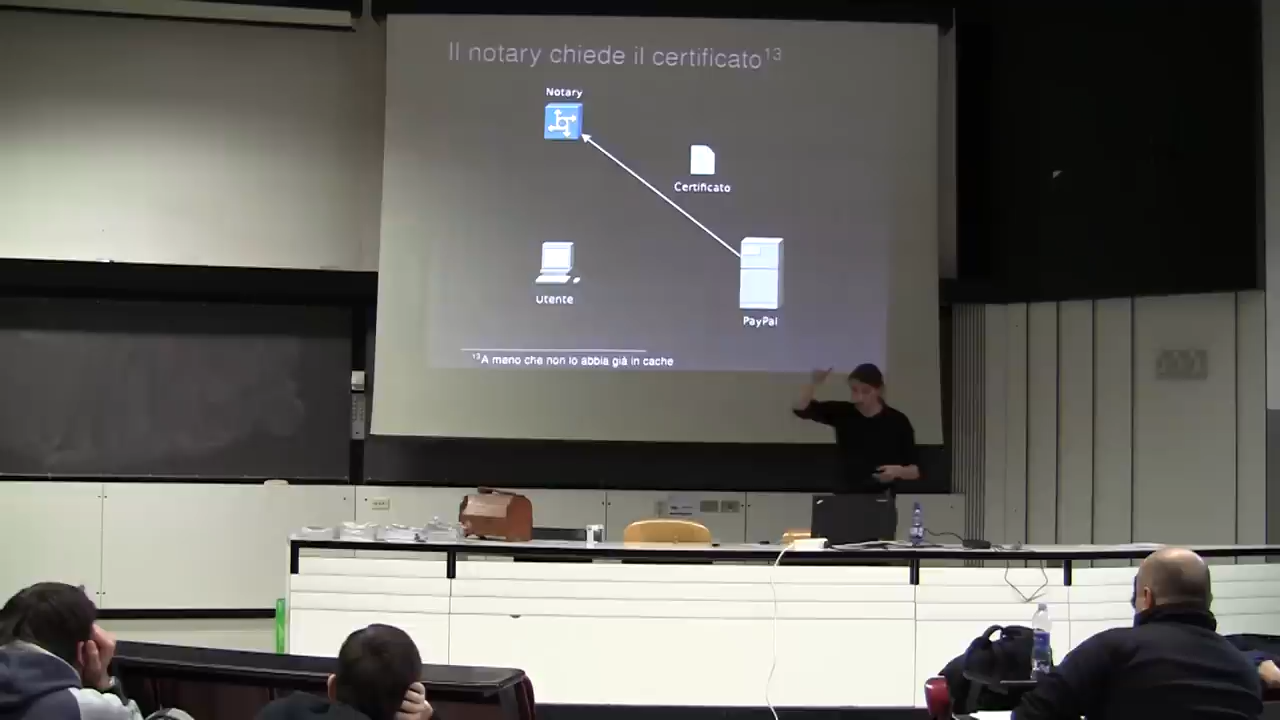 Il notary chiede il certificato¹³
Notary
Certificato
Utente
PayPal
¹³A meno che non lo abbia già in cache